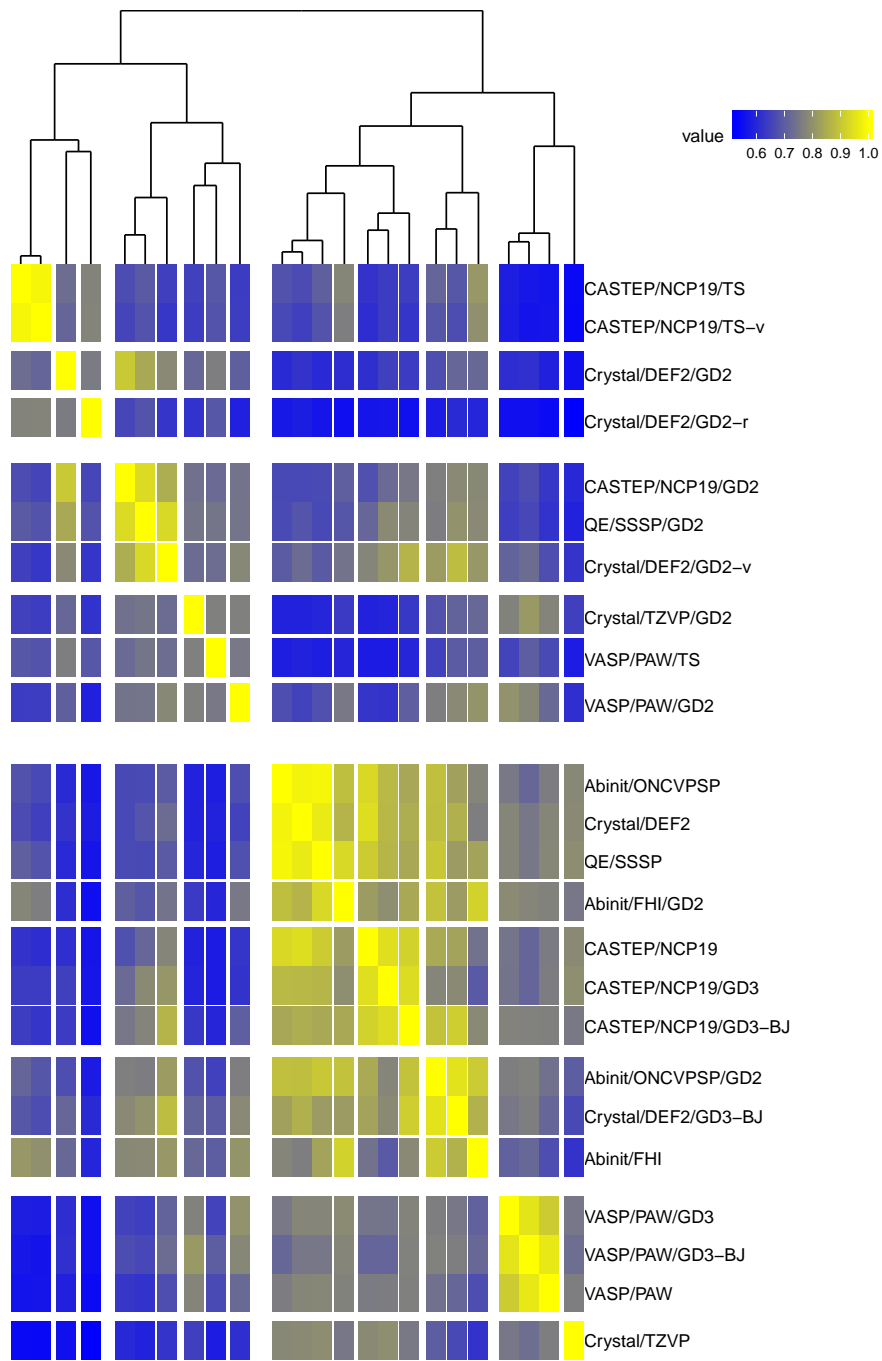 value
0.6 0.7 0.8 0.9 1.0
CASTEP/NCP19/TS
CASTEP/NCP19/TS−v
Crystal/DEF2/GD2
Crystal/DEF2/GD2−r
CASTEP/NCP19/GD2
QE/SSSP/GD2
Crystal/DEF2/GD2−v
Crystal/TZVP/GD2
VASP/PAW/TS
VASP/PAW/GD2
Abinit/ONCVPSP
Crystal/DEF2
QE/SSSP
Abinit/FHI/GD2
CASTEP/NCP19
CASTEP/NCP19/GD3
CASTEP/NCP19/GD3−BJ
Abinit/ONCVPSP/GD2
Crystal/DEF2/GD3−BJ
Abinit/FHI
VASP/PAW/GD3
VASP/PAW/GD3−BJ
VASP/PAW
Crystal/TZVP